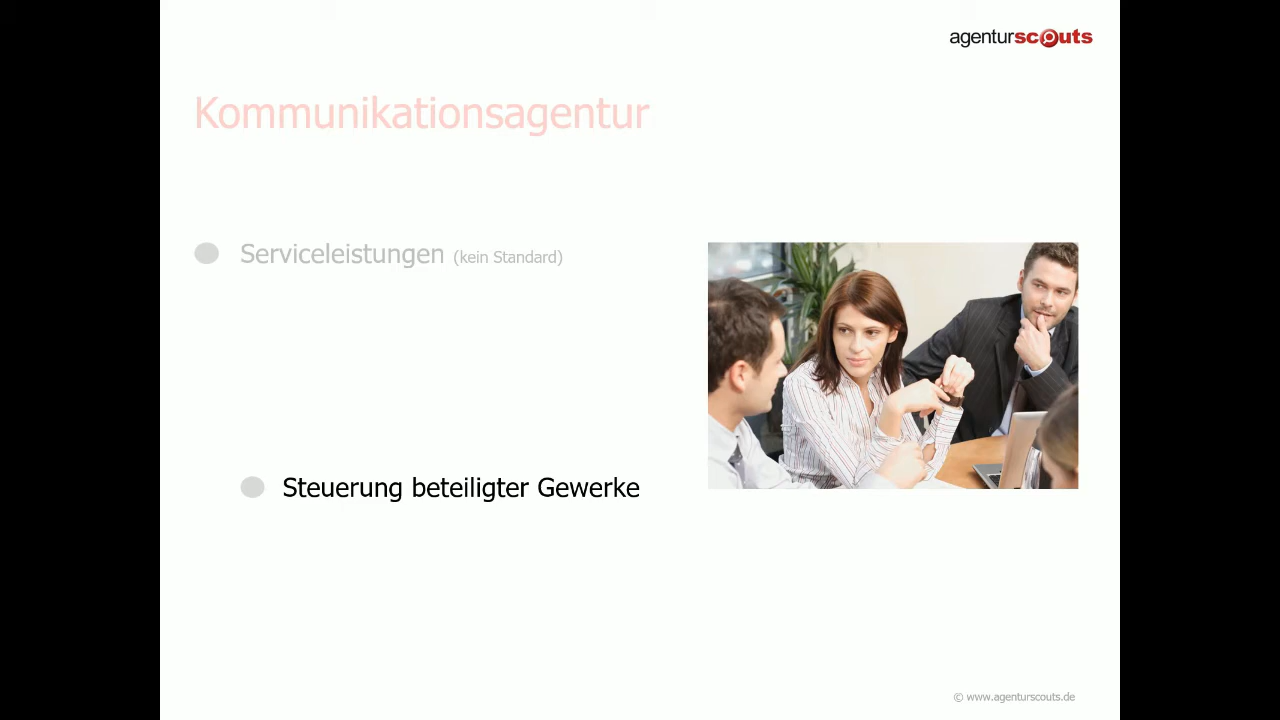 agenturscouts
Kommunikationsagentur
Serviceleistungen (kein Standard)
Steuerung beteiligter Gewerke
© www.agenturscouts.de